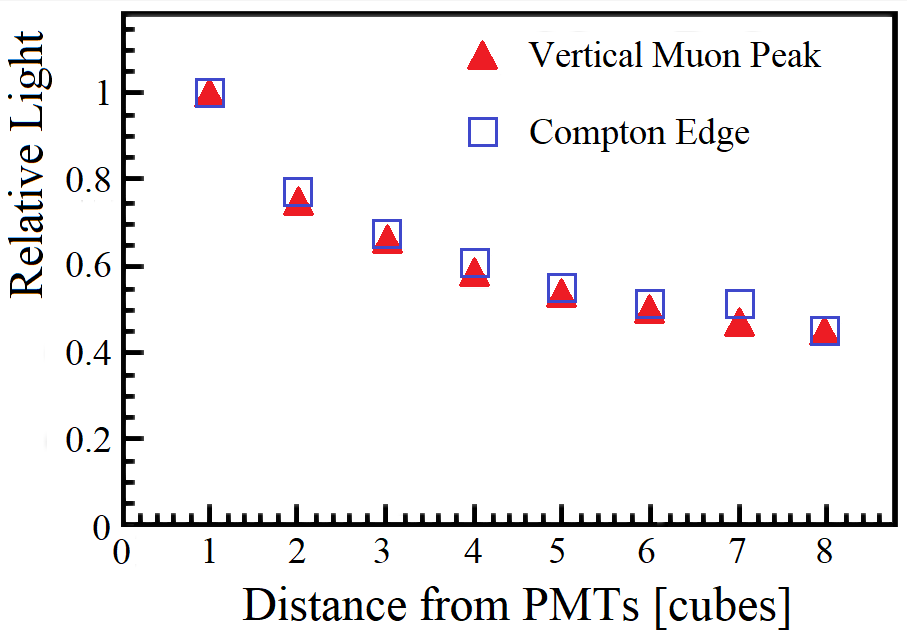 Relative Light
Vertical Muon Peak
Compton Edge
1
0.8
0.6
0.4
0.2
0
0 1 2 3 4 5 6 7 8
Distance from PMTs [cubes]